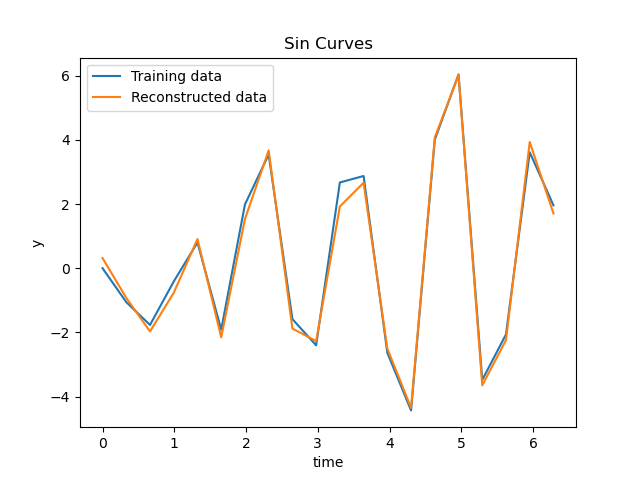 Sin Curves
Training data
Reconstructed data
6
4
2
0
−2
−4
y
0 1 2 3 4 5 6
time